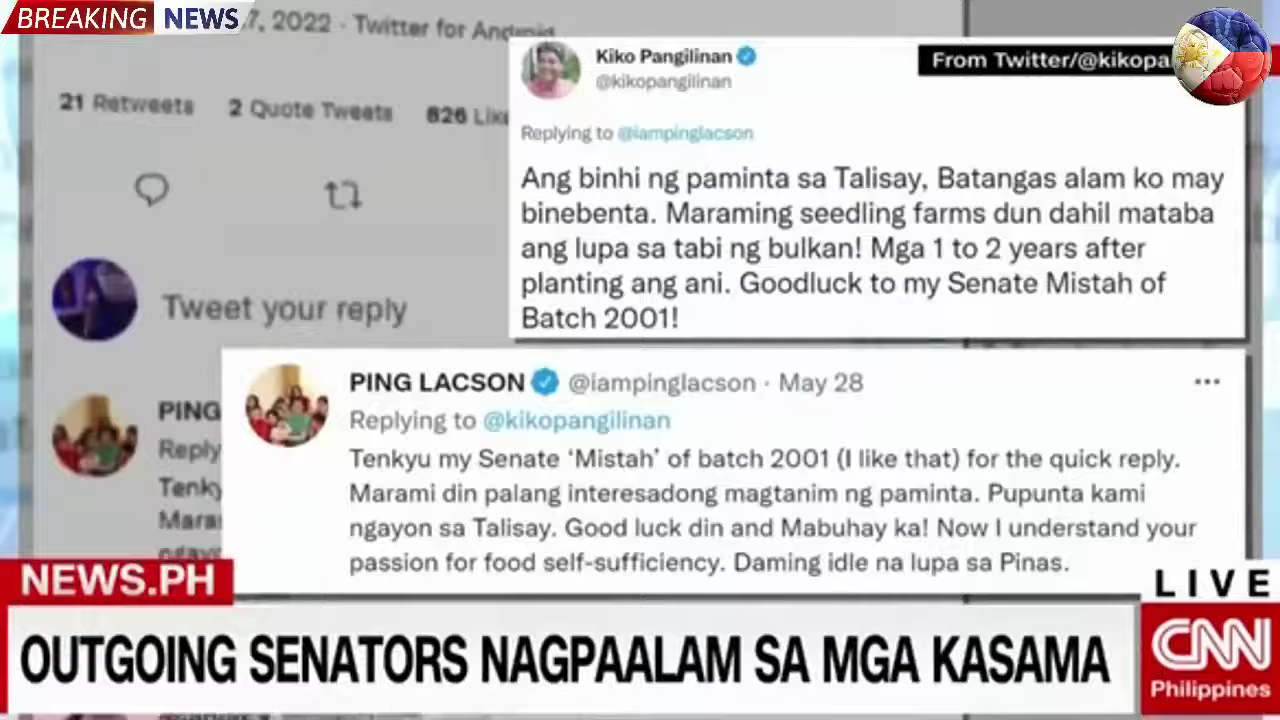 BREAKING NEWS
7, 2022 · Twitter for Android
21 Retweets 2 Quote Tweets 826 Like
Tweet your reply
PING
Reply
Tenky
Marar
ngayo
Kiko Pangilinan
@kikopangilinan
From Twitter/@kikopa
Replying to @iampinglacson
Ang binhi ng paminta sa Talisay, Batangas alam ko may
binebenta. Maraming seedling farms dun dahil mataba
ang lupa sa tabi ng bulkan! Mga 1 to 2 years after
planting ang ani. Goodluck to my Senate Mistah of
Batch 2001!
PING LACSON @iampinglacson · May 28
Replying to @kikopangilinan
Tenkyu my Senate ‘Mistah’ of batch 2001 (I like that) for the quick reply.
Marami din palang interesadong magtanim ng paminta. Pupunta kami
ngayon sa Talisay. Good luck din and Mabuhay ka! Now I understand your
passion for food self-sufficiency. Daming idle na lupa sa Pinas.
NEWS.PH
LIVE
OUTGOING SENATORS NAGPAALAM SA MGA KASAMA
CNN
Philippines